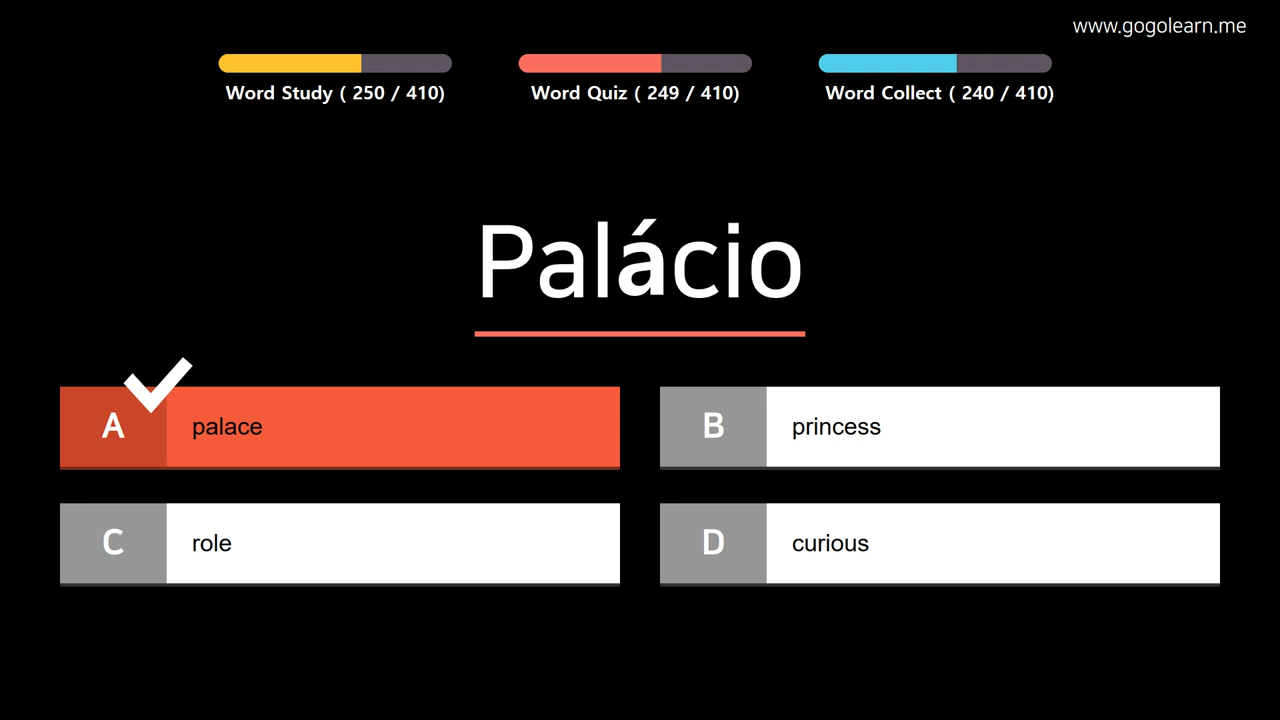 www.gogolearn.me
Word Study ( 250 / 410)
Word Quiz ( 249 / 410)
Word Collect ( 240 / 410)
Palácio
A palace
B princess
C role
D curious